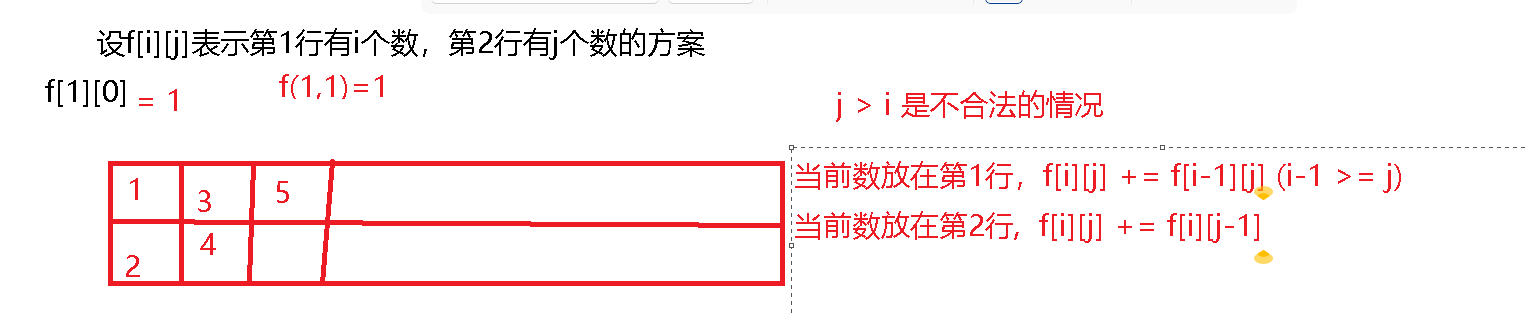 设f[i][j]表示第1行有i个数，第2行有j个数的方案
f[1][0] = 1
f(1,1)=1
j > i 是不合法的情况
1 3 5
2 4
当前数放在第1行，f[i][j] += f[i-1][j] (i-1 >= j)
当前数放在第2行，f[i][j] += f[i][j-1]